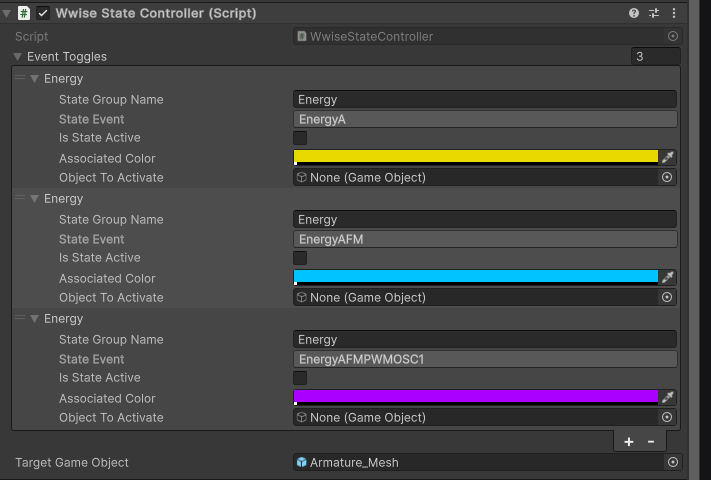 Wwise State Controller (Script)
Script WwiseStateController
Event Toggles 3
Energy
State Group Name Energy
State Event EnergyA
Is State Active
Associated Color
Object To Activate None (Game Object)
Energy
State Group Name Energy
State Event EnergyAFM
Is State Active
Associated Color
Object To Activate None (Game Object)
Energy
State Group Name Energy
State Event EnergyAFMPWMOSC1
Is State Active
Associated Color
Object To Activate None (Game Object)
+ -
Target Game Object Armature_Mesh